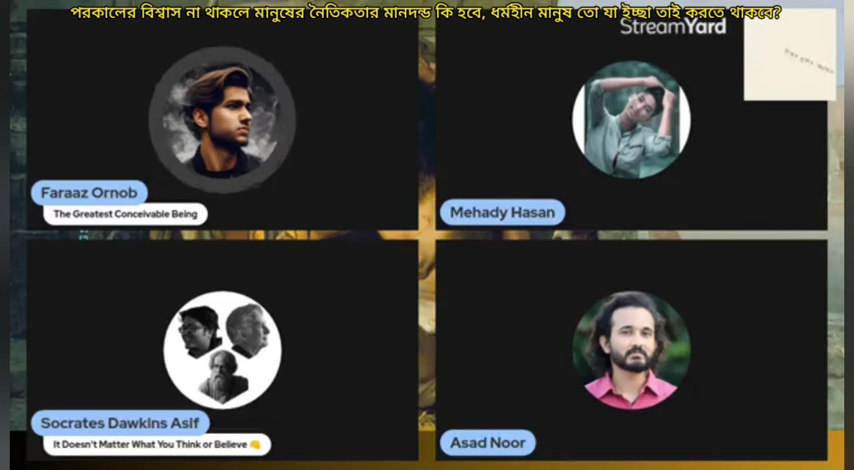 পরকালের বিশ্বাস না থাকলে মানুষের নৈতিকতার মানদন্ড কি হবে, ধর্মহীন মানুষ তো যা ইচ্ছা তাই করতে থাকবে?
StreamYard
Faraaz Ornob
The Greatest Conceivable Being
Mehady Hasan
Socrates Dawkins Asif
It Doesn't Matter What You Think or Believe 👊
Asad Noor